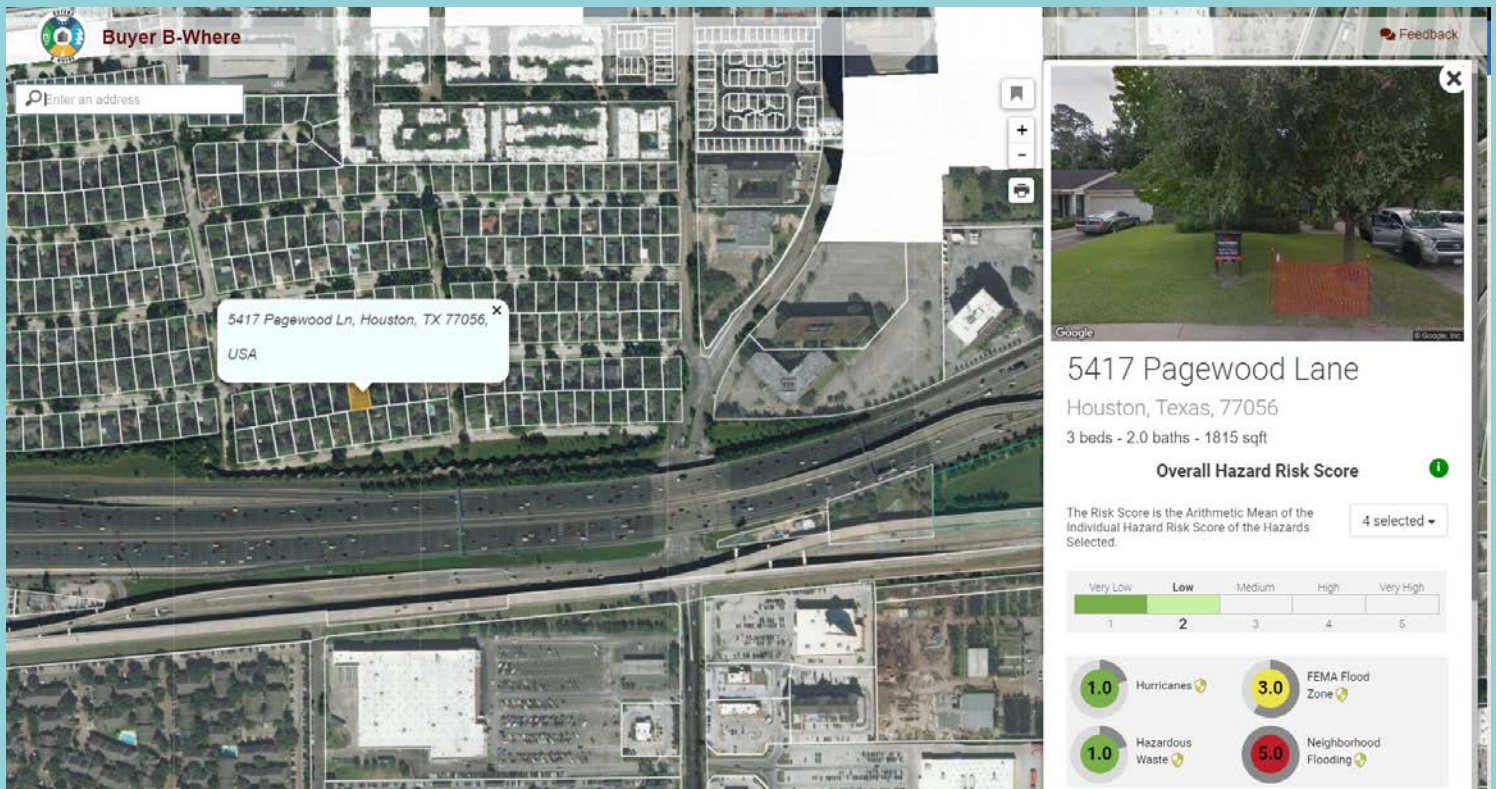 Buyer B-Where
Feedback
Enter an address
+
-
5417 Pagewood Ln, Houston, TX 77056,
USA
Google
© Google, Inc
5417 Pagewood Lane
Houston, Texas, 77056
3 beds - 2.0 baths - 1815 sqft
Overall Hazard Risk Score
The Risk Score is the Arithmetic Mean of the
Individual Hazard Risk Score of the Hazards
Selected.
4 selected
Very Low Low Medium High Very High
1 2 3 4 5
1.0 Hurricanes
3.0 FEMA Flood
Zone
1.0 Hazardous
Waste
5.0 Neighborhood
Flooding